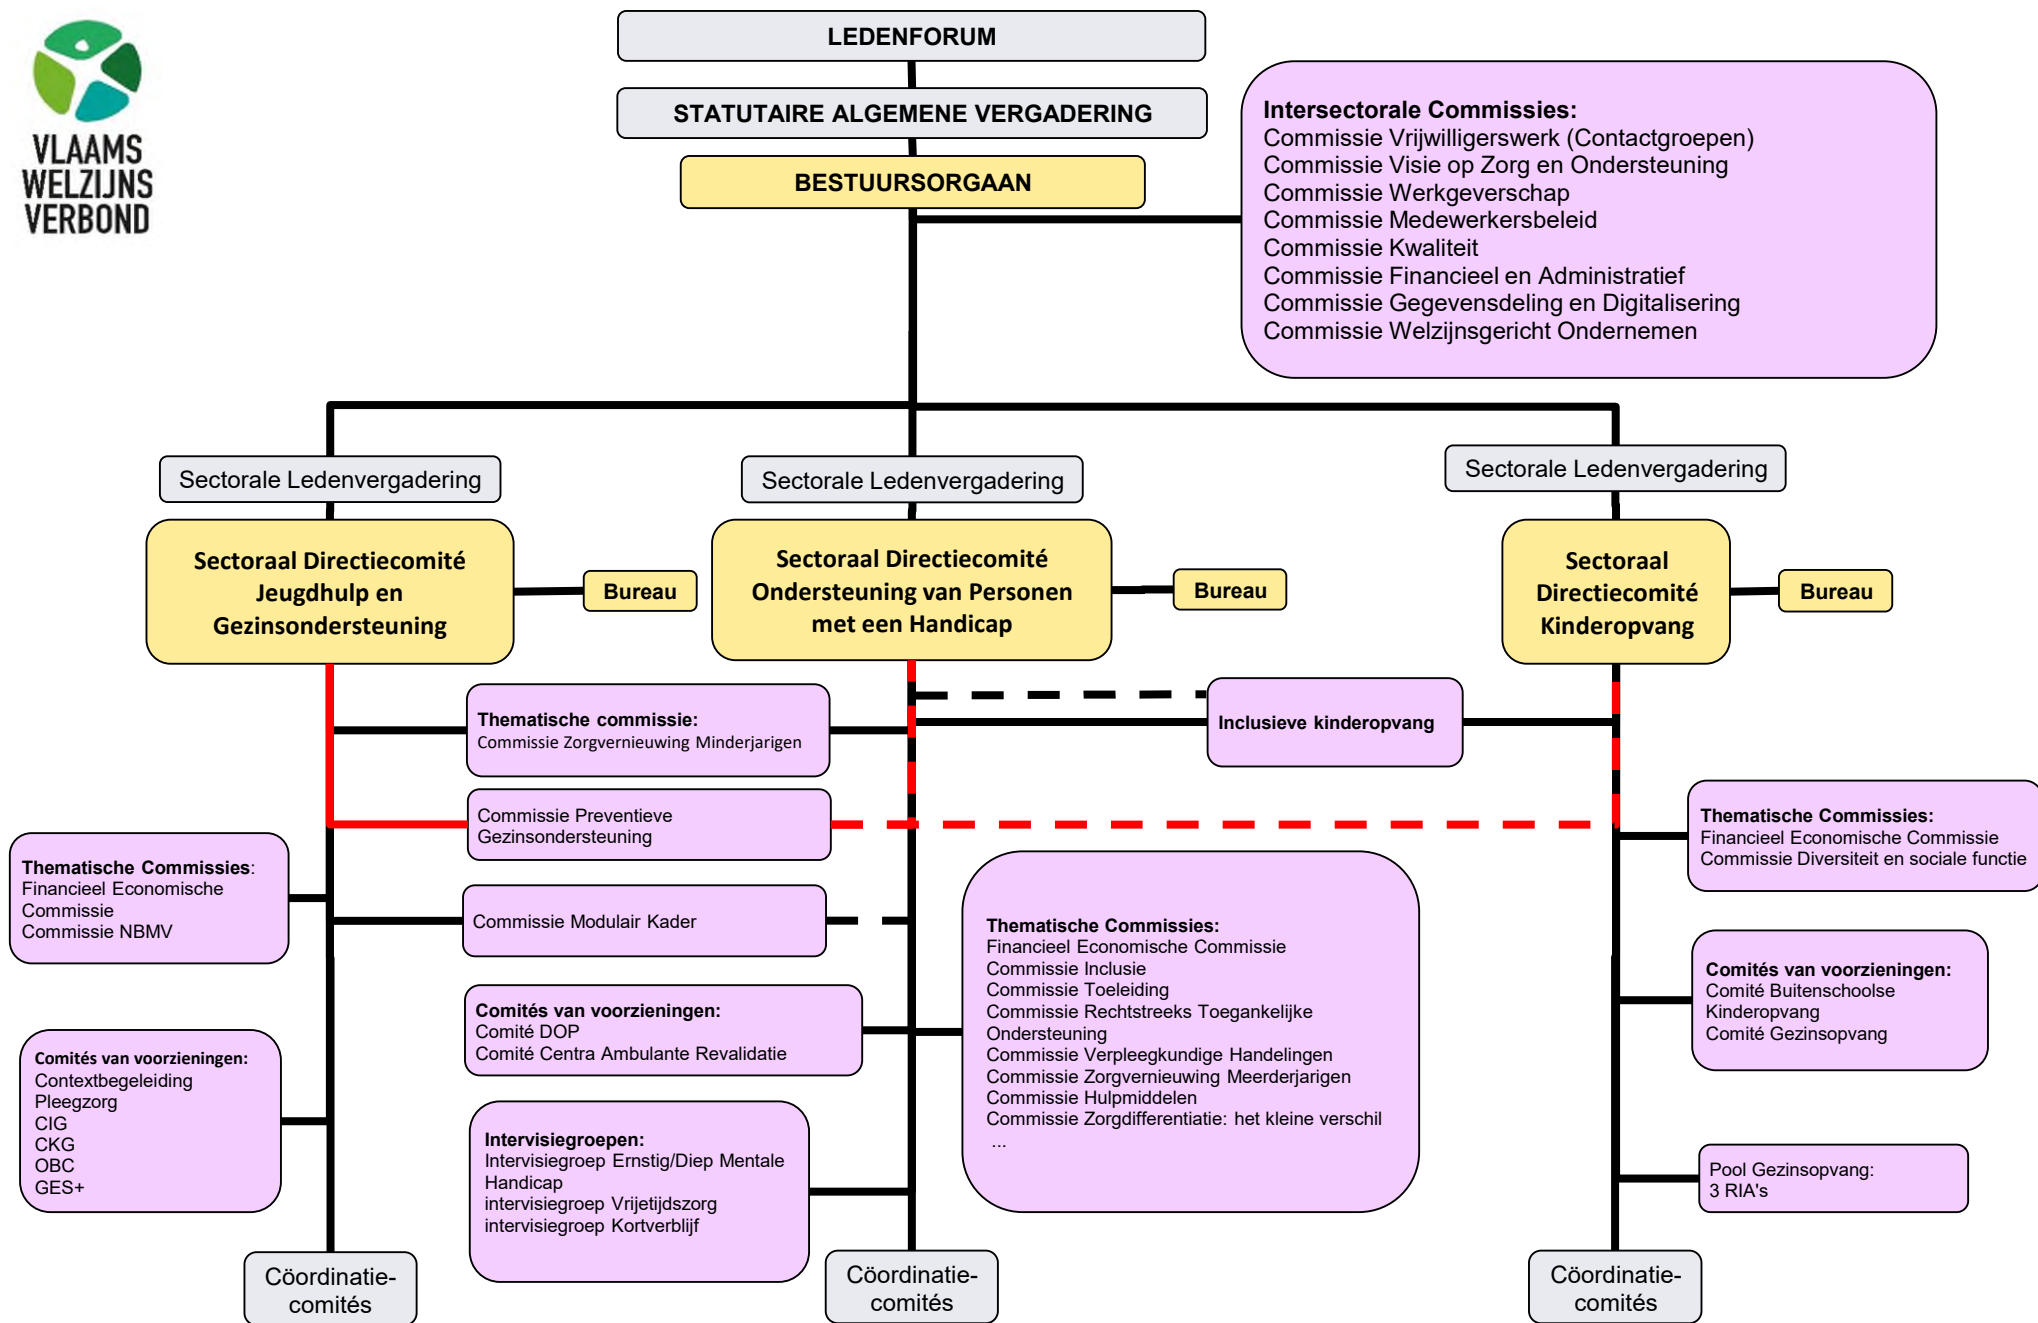 VLAAMS
WELZIJNS
VERBOND
LEDENFORUM
STATUTAIRE ALGEMENE VERGADERING
BESTUURSORGAAN
Intersectorale Commissies:
Commissie Vrijwilligerswerk (Contactgroepen)
Commissie Visie op Zorg en Ondersteuning
Commissie Werkgeverschap
Commissie Medewerkersbeleid
Commissie Kwaliteit
Commissie Financieel en Administratief
Commissie Gegevensdeling en Digitalisering
Commissie Welzijnsgericht Ondernemen
Sectorale Ledenvergadering
Sectorale Ledenvergadering
Sectorale Ledenvergadering
Sectoraal Directiecomité
Jeugdhulp en
Gezinsondersteuning
Bureau
Sectoraal Directiecomité
Ondersteuning van Personen
met een Handicap
Bureau
Sectoraal
Directiecomité
Kinderopvang
Bureau
Thematische commissie:
Commissie Zorgvernieuwing Minderjarigen
Inclusieve kinderopvang
Commissie Preventieve
Gezinsondersteuning
Thematische Commissies:
Financieel Economische Commissie
Commissie Diversiteit en sociale functie
Thematische Commissies:
Financieel Economische
Commissie
Commissie NBMV
Commissie Modulair Kader
Thematische Commissies:
Financieel Economische Commissie
Commissie Inclusie
Commissie Toeleiding
Commissie Rechtstreeks Toegankelijke
Ondersteuning
Commissie Verpleegkundige Handelingen
Commissie Zorgvernieuwing Meerderjarigen
Commissie Hulpmiddelen
Commissie Zorgdifferentiatie: het kleine verschil
...
Comités van voorzieningen:
Comité Buitenschoolse
Kinderopvang
Comité Gezinsopvang
Comités van voorzieningen:
Comité DOP
Comité Centra Ambulante Revalidatie
Comités van voorzieningen:
Contextbegeleiding
Pleegzorg
CIG
CKG
OBC
GES+
Intervisiegroepen:
Intervisiegroep Ernstig/Diep Mentale
Handicap
intervisiegroep Vrijetijdszorg
intervisiegroep Kortverblijf
Pool Gezinsopvang:
3 RIA's
Cöordinatie-
comités
Cöordinatie-
comités
Cöordinatie-
comités